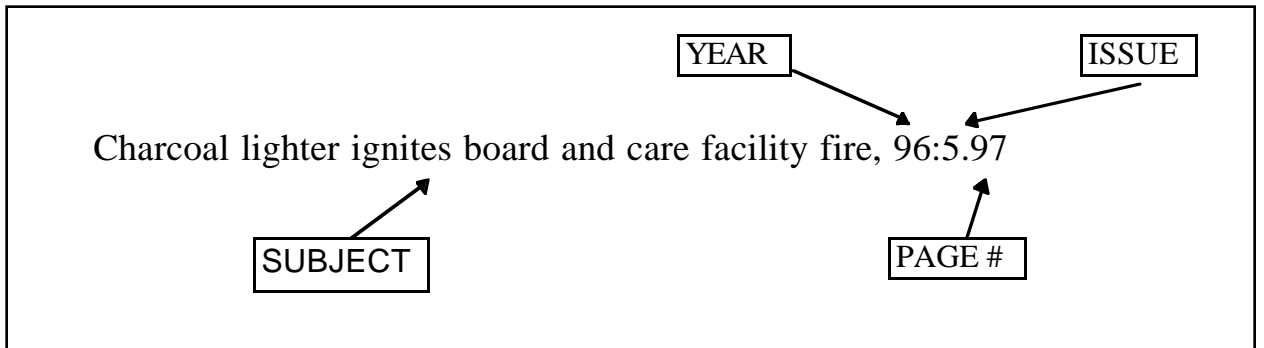 YEAR ISSUE
Charcoal lighter ignites board and care facility fire, 96:5.97
SUBJECT PAGE #